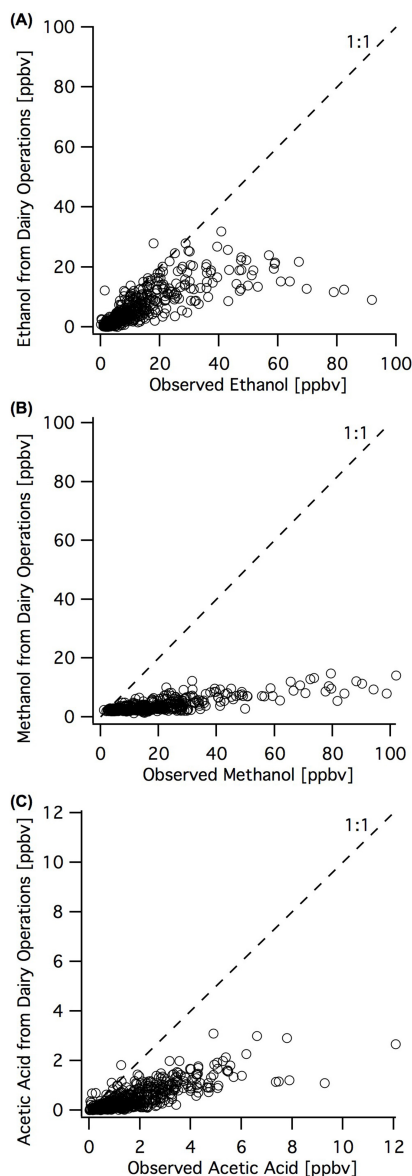 (A)
Ethanol from Dairy Operations [ppbv]
100
80
60
40
20
0
1:1
0 20 40 60 80 100
Observed Ethanol [ppbv]
(B)
Methanol from Dairy Operations [ppbv]
100
80
60
40
20
0
1:1
0 20 40 60 80 100
Observed Methanol [ppbv]
(C)
Acetic Acid from Dairy Operations [ppbv]
12
10
8
6
4
2
0
1:1
0 2 4 6 8 10 12
Observed Acetic Acid [ppbv]